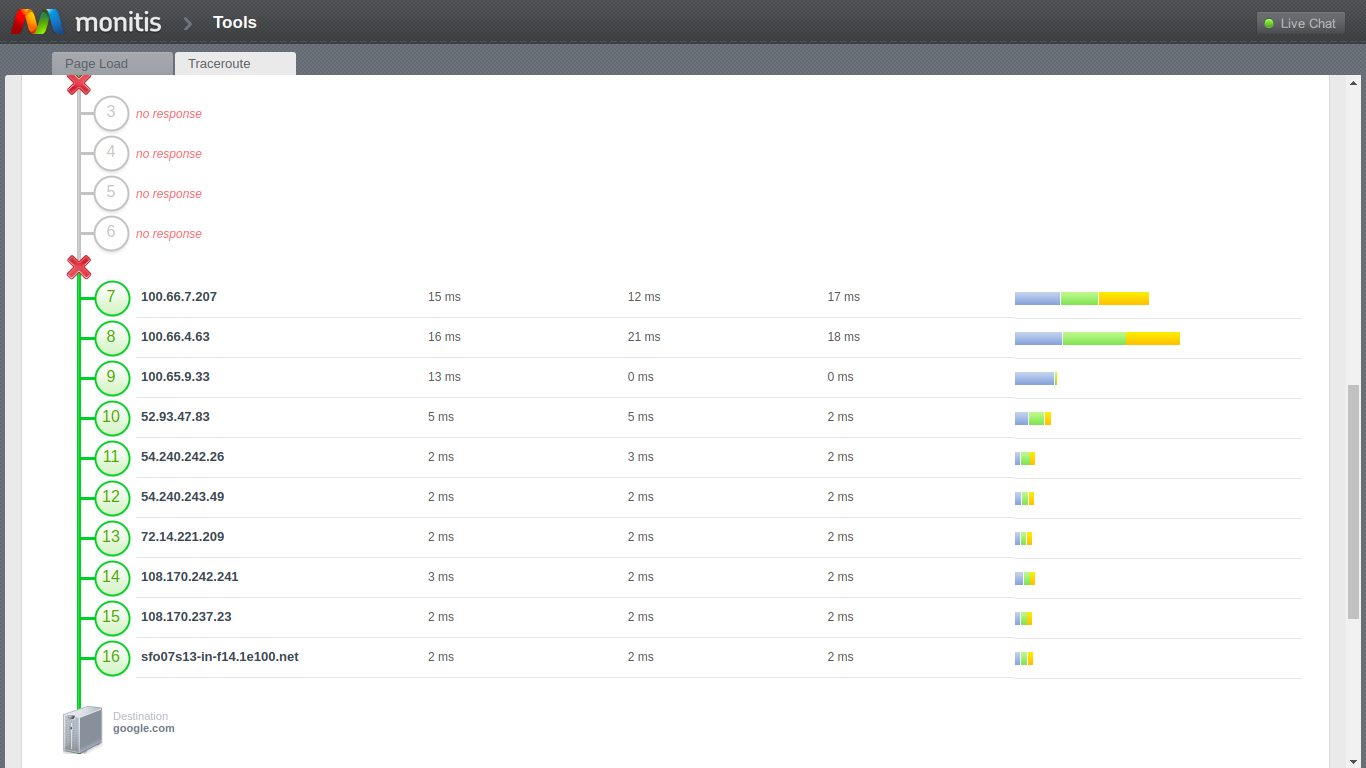 monitis Tools Live Chat
Page Load Traceroute
3 no response
4 no response
5 no response
6 no response
7 100.66.7.207 15 ms 12 ms 17 ms
8 100.66.4.63 16 ms 21 ms 18 ms
9 100.65.9.33 13 ms 0 ms 0 ms
10 52.93.47.83 5 ms 5 ms 2 ms
11 54.240.242.26 2 ms 3 ms 2 ms
12 54.240.243.49 2 ms 2 ms 2 ms
13 72.14.221.209 2 ms 2 ms 2 ms
14 108.170.242.241 3 ms 2 ms 2 ms
15 108.170.237.23 2 ms 2 ms 2 ms
16 sfo07s13-in-f14.1e100.net 2 ms 2 ms 2 ms
Destination
google.com